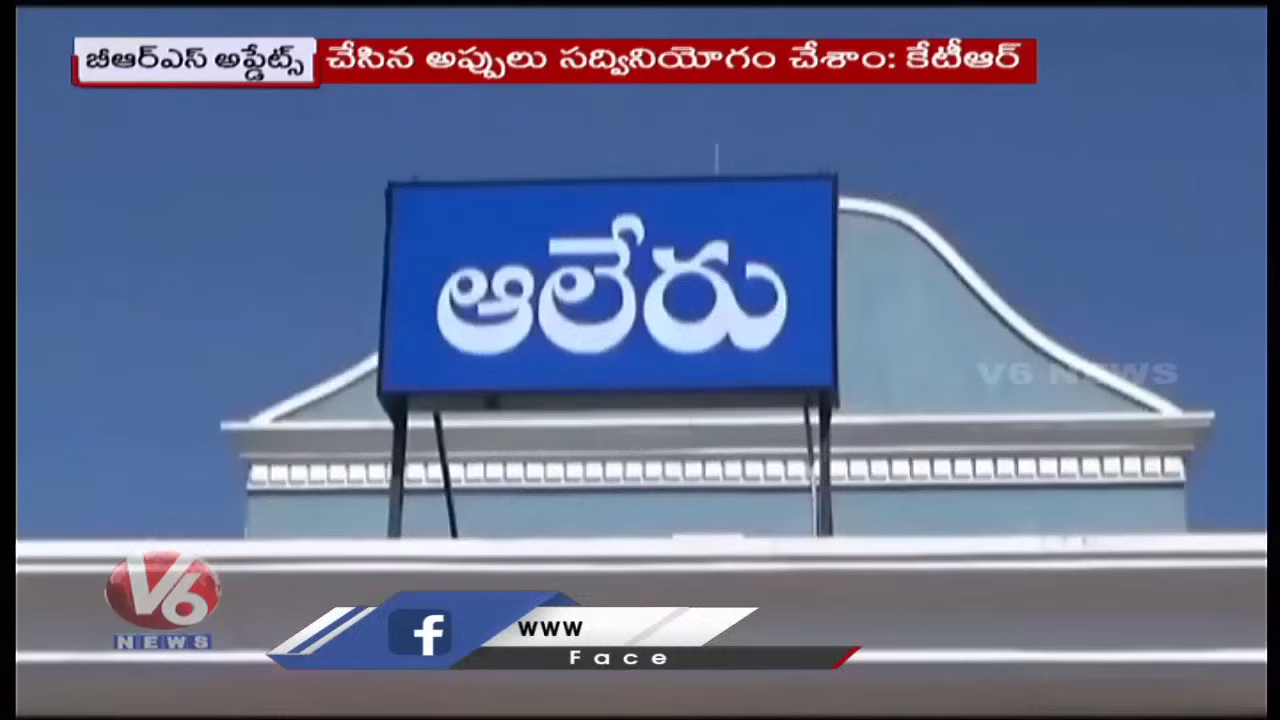 బీఆర్ఎస్ అప్డేట్స్ చేసిన అప్పులు సద్వినియోగం చేశాం: కేటీఆర్
ఆలేరు
V6 NEWS
V6
NEWS
f www
Face